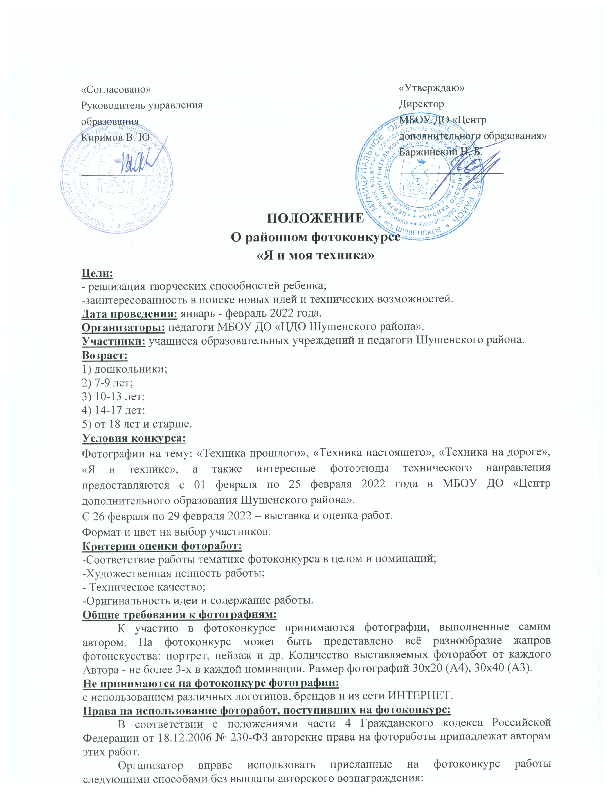 «Согласовано»
Руководитель управления
образования
Киримов В. Ю
«Утверждаю»
Директор
МБОУ ДО «Центр
дополнительного образования»
Баржинский Н. Б.
ПОЛОЖЕНИЕ
О районном фотоконкурсе
«Я и моя техника»
Цели:
- реализация творческих способностей ребенка;
-заинтересованность в поиске новых идей и технических возможностей.
Дата проведения: январь - февраль 2022 года.
Организаторы: педагоги МБОУ ДО «ЦДО Шушенского района».
Участники: учащиеся образовательных учреждений и педагоги Шушенского района.
Возраст:
1) дошкольники;
2) 7-9 лет;
3) 10-13 лет;
4) 14-17 лет;
5) от 18 лет и старше.
Условия конкурса:
Фотографии на тему: «Техника прошлого», «Техника настоящего», «Техника на дороге»,
«Я и техника», а также интересные фотоэтюды технического направления
предоставляются с 01 февраля по 25 февраля 2022 года в МБОУ ДО «Центр
дополнительного образования Шушенского района».
С 26 февраля по 29 февраля 2022 – выставка и оценка работ.
Формат и цвет на выбор участников.
Критерии оценки фоторабот:
-Соответствие работы тематике фотоконкурса в целом и номинаций;
-Художественная ценность работы;
- Техническое качество;
-Оригинальность идеи и содержание работы.
Общие требования к фотографиям:
К участию в фотоконкурсе принимаются фотографии, выполненные самим
автором. На фотоконкурс может быть представлено всё разнообразие жанров
фотоискусства: портрет, пейзаж и др. Количество выставляемых фоторабот от каждого
Автора - не более 3-х в каждой номинации. Размер фотографий 30х20 (А4), 30х40 (А3).
Не принимаются на фотоконкурс фотографии:
с использованием различных логотипов, брендов и из сети ИНТЕРНЕТ.
Права на использование фоторабот, поступивших на фотоконкурс:
В соответствии с положениями части 4 Гражданского кодекса Российской
Федерации от 18.12.2006 № 230-ФЗ авторские права на фотоработы принадлежат авторам
этих работ.
Организатор вправе использовать присланные на фотоконкурс работы
следующими способами без выплаты авторского вознаграждения: